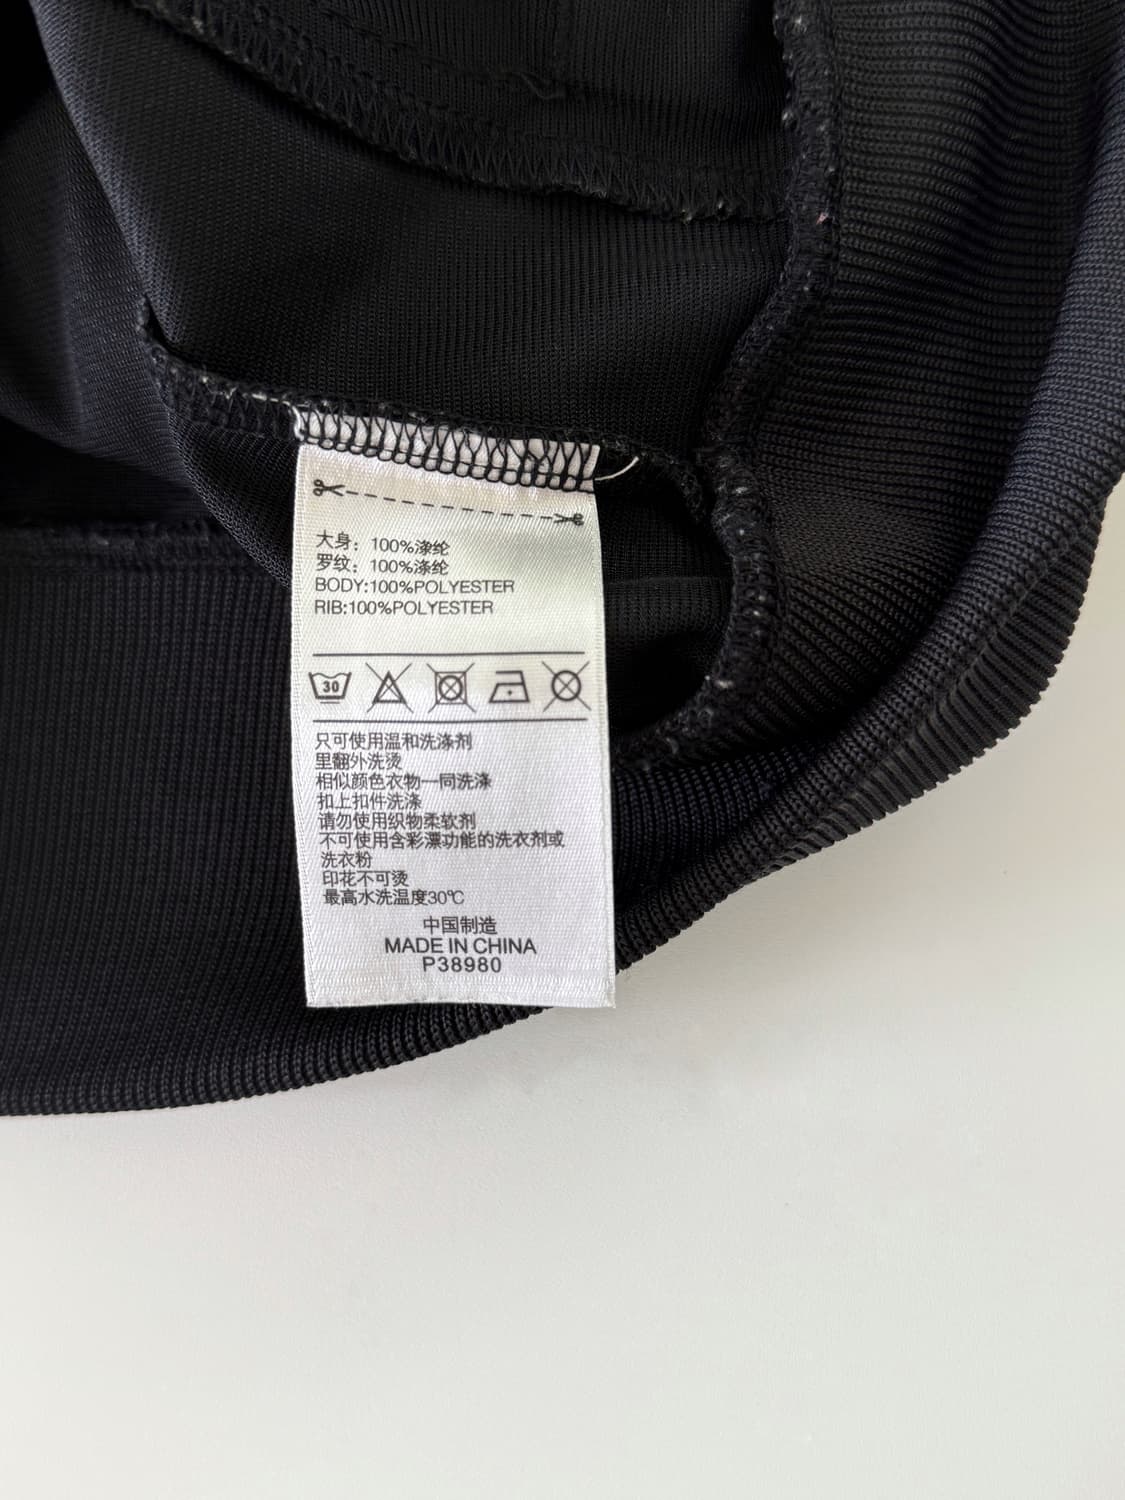 大身：100%涤纶
罗纹：100%涤纶
BODY:100%POLYESTER
RIB:100%POLYESTER
30
只可使用温和洗涤剂
里翻外洗烫
相似颜色衣物一同洗涤
扣上扣件洗涤
请勿使用织物柔软剂
不可使用含彩漂功能的洗衣剂或
洗衣粉
印花不可烫
最高水洗温度30℃
中国制造
MADE IN CHINA
P38980